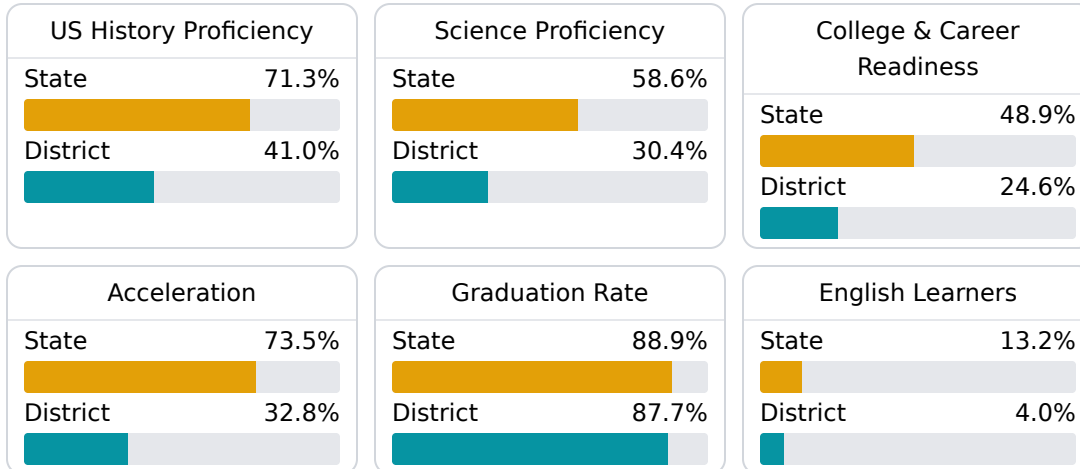 US History Proficiency
State 71.3%
District 41.0%
Science Proficiency
State 58.6%
District 30.4%
College & Career
Readiness
State 48.9%
District 24.6%
Acceleration
State 73.5%
District 32.8%
Graduation Rate
State 88.9%
District 87.7%
English Learners
State 13.2%
District 4.0%